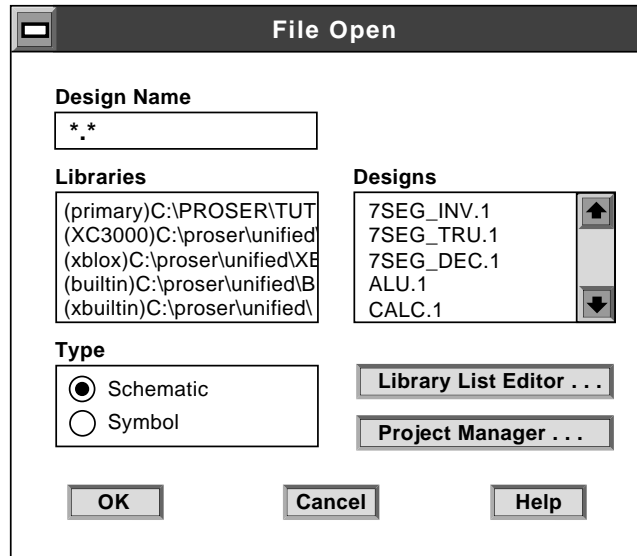 File Open
Design Name
*.*
Libraries
(primary)C:\PROSER\TUT
(XC3000)C:\proser\unified\
(xblox)C:\proser\unified\XE
(builtin)C:\proser\unified\B
(xbuiltin)C:\proser\unified\
Designs
7SEG_INV.1
7SEG_TRU.1
7SEG_DEC.1
ALU.1
CALC.1
Type
Schematic
Symbol
Library List Editor . . .
Project Manager . . .
OK
Cancel
Help